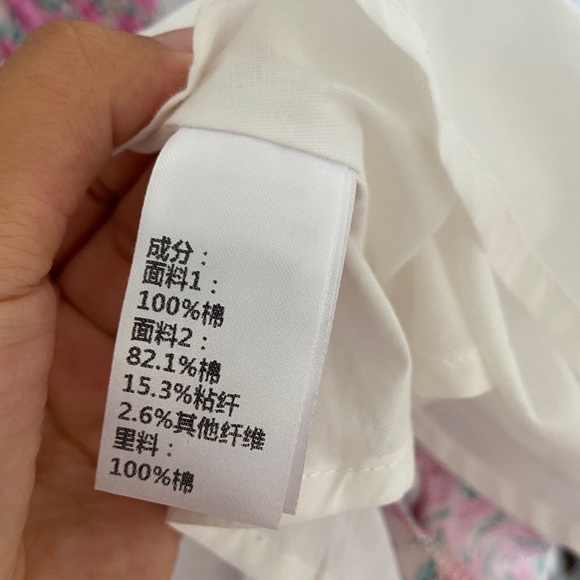 成分：
面料1：
100%棉
面料2：
82.1%棉
15.3%粘纤
2.6%其他纤维
里料：
100%棉